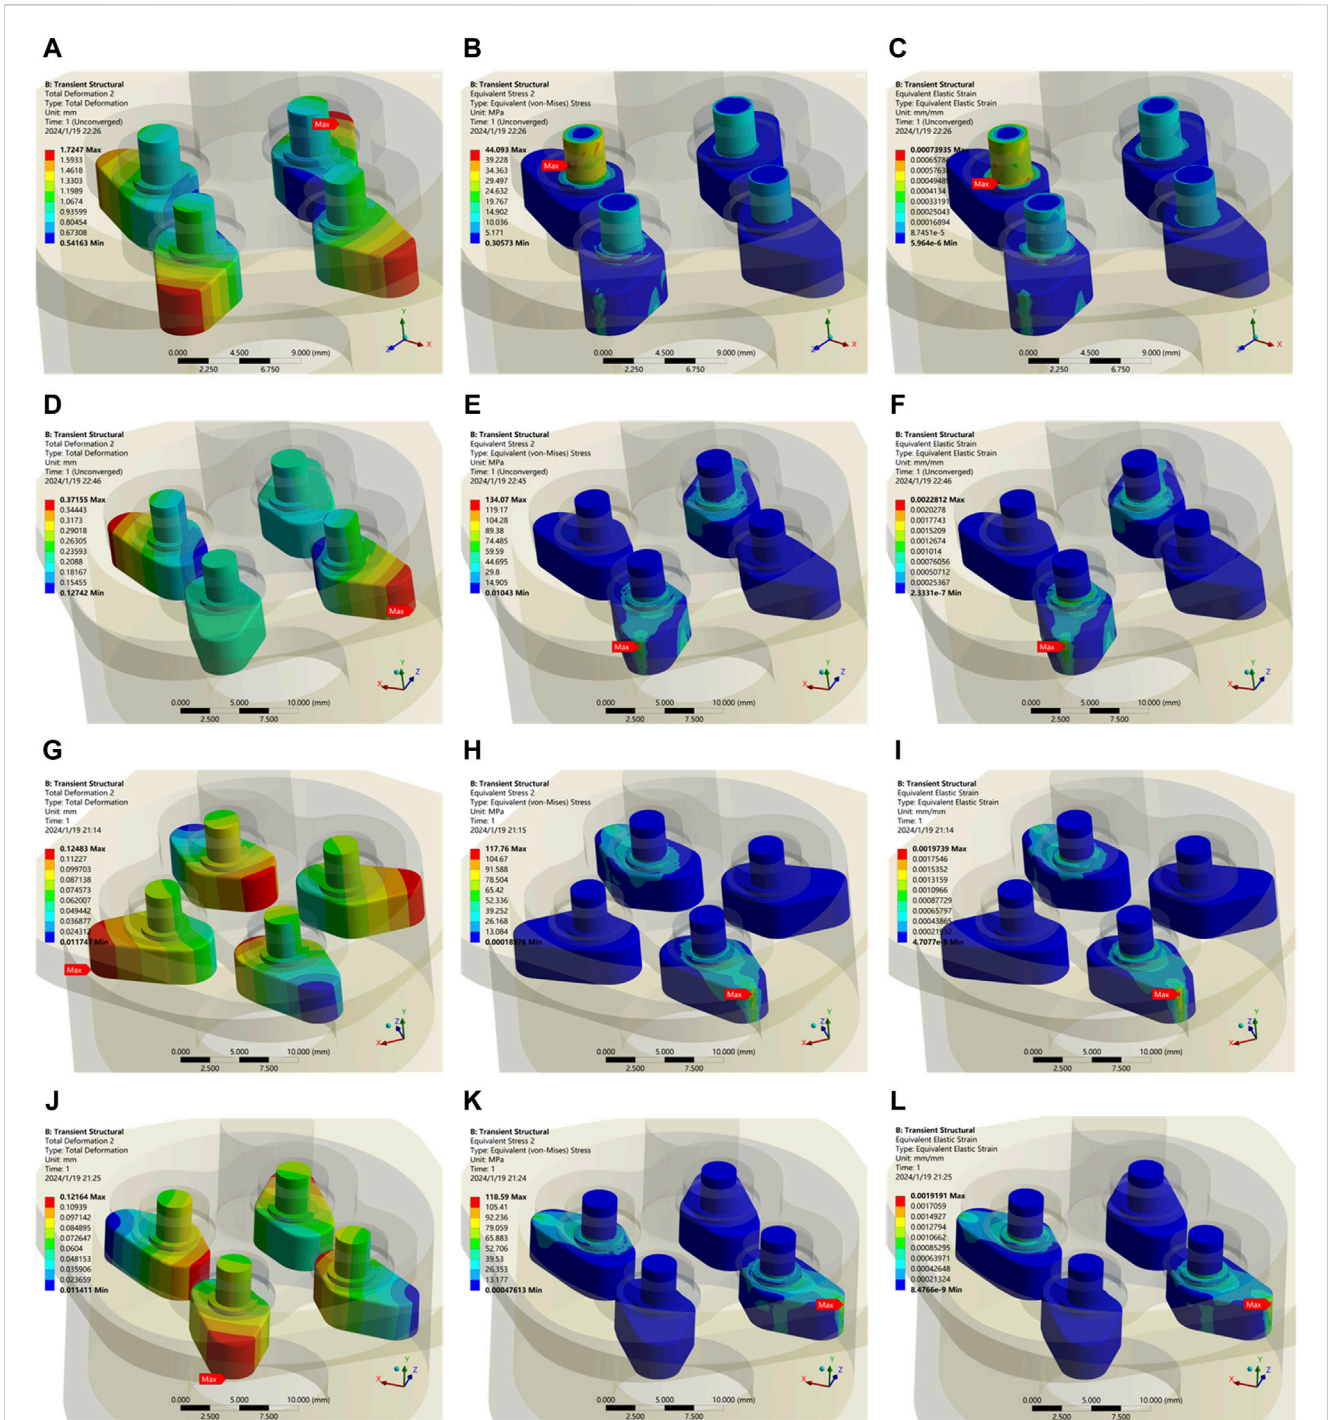 A
B: Transient Structural
Total Deformation 2
Type: Total Deformation
Unit: mm
Time: 1 (Unconverged)
2024/1/19 22:26
1.7247 Max
1.5933
1.4618
1.3303
1.1989
1.0674
0.93599
0.80454
0.67308
0.54163 Min
Max
Y
X
Z
0.000 4.500 9.000 (mm)
2.250 6.750
B
B: Transient Structural
Equivalent Stress 2
Type: Equivalent (von-Mises) Stress
Unit: MPa
Time: 1 (Unconverged)
2024/1/19 22:26
44.093 Max
39.228
34.363
29.497
24.632
19.767
14.902
10.036
5.171
0.30573 Min
Max
Y
X
Z
0.000 4.500 9.000 (mm)
2.250 6.750
C
B: Transient Structural
Equivalent Elastic Strain
Type: Equivalent Elastic Strain
Unit: mm/mm
Time: 1 (Unconverged)
2024/1/19 22:26
0.00073935 Max
0.00065786
0.0005763
0.00049485
0.0004134
0.00033191
0.00025043
0.00016894
8.7451e-5
5.964e-6 Min
Max
Y
X
Z
0.000 4.500 9.000 (mm)
2.250 6.750
D
B: Transient Structural
Total Deformation 2
Type: Total Deformation
Unit: mm
Time: 1 (Unconverged)
2024/1/19 22:46
0.37155 Max
0.34443
0.3173
0.29018
0.26305
0.23593
0.2088
0.18167
0.15455
0.12742 Min
Max
Y
Z
X
0.000 5.000 10.000 (mm)
2.500 7.500
E
B: Transient Structural
Equivalent Stress 2
Type: Equivalent (von-Mises) Stress
Unit: MPa
Time: 1 (Unconverged)
2024/1/19 22:45
134.07 Max
119.17
104.28
89.38
74.485
59.59
44.695
29.8
14.905
0.01043 Min
Max
Y
Z
X
0.000 5.000 10.000 (mm)
2.500 7.500
F
B: Transient Structural
Equivalent Elastic Strain
Type: Equivalent Elastic Strain
Unit: mm/mm
Time: 1 (Unconverged)
2024/1/19 22:46
0.0022812 Max
0.0020278
0.0017743
0.0015209
0.0012674
0.001014
0.00076056
0.00050712
0.00025367
2.3331e-7 Min
Max
Y
Z
X
0.000 5.000 10.000 (mm)
2.500 7.500
G
B: Transient Structural
Total Deformation 2
Type: Total Deformation
Unit: mm
Time: 1
2024/1/19 21:14
0.12483 Max
0.11227
0.099703
0.087138
0.074573
0.062007
0.049442
0.036877
0.024312
0.011747 Min
Max
Z
Y
X
0.000 5.000 10.000 (mm)
2.500 7.500
H
B: Transient Structural
Equivalent Stress 2
Type: Equivalent (von-Mises) Stress
Unit: MPa
Time: 1
2024/1/19 21:15
117.76 Max
104.67
91.588
78.504
65.42
52.336
39.252
26.168
13.084
0.00018976 Min
Max
Z
Y
X
0.000 5.000 10.000 (mm)
2.500 7.500
I
B: Transient Structural
Equivalent Elastic Strain
Type: Equivalent Elastic Strain
Unit: mm/mm
Time: 1
2024/1/19 21:14
0.0019739 Max
0.0017546
0.0015352
0.0013159
0.0010966
0.00087729
0.00065797
0.00043865
0.00021932
4.7077e-9 Min
Max
Z
Y
X
0.000 5.000 10.000 (mm)
2.500 7.500
J
B: Transient Structural
Total Deformation 2
Type: Total Deformation
Unit: mm
Time: 1
2024/1/19 21:25
0.12164 Max
0.10939
0.097142
0.084895
0.072647
0.0604
0.048153
0.035906
0.023659
0.011411 Min
Max
Y
Z
X
0.000 5.000 10.000 (mm)
2.500 7.500
K
B: Transient Structural
Equivalent Stress 2
Type: Equivalent (von-Mises) Stress
Unit: MPa
Time: 1
2024/1/19 21:24
118.59 Max
105.41
92.236
79.059
65.883
52.706
39.53
26.353
13.177
0.00047613 Min
Max
Y
Z
X
0.000 5.000 10.000 (mm)
2.500 7.500
L
B: Transient Structural
Equivalent Elastic Strain
Type: Equivalent Elastic Strain
Unit: mm/mm
Time: 1
2024/1/19 21:25
0.0019191 Max
0.0017059
0.0014927
0.0012794
0.0010662
0.00085295
0.00063971
0.00042648
0.00021324
8.4766e-9 Min
Max
Y
Z
X
0.000 5.000 10.000 (mm)
2.500 7.500